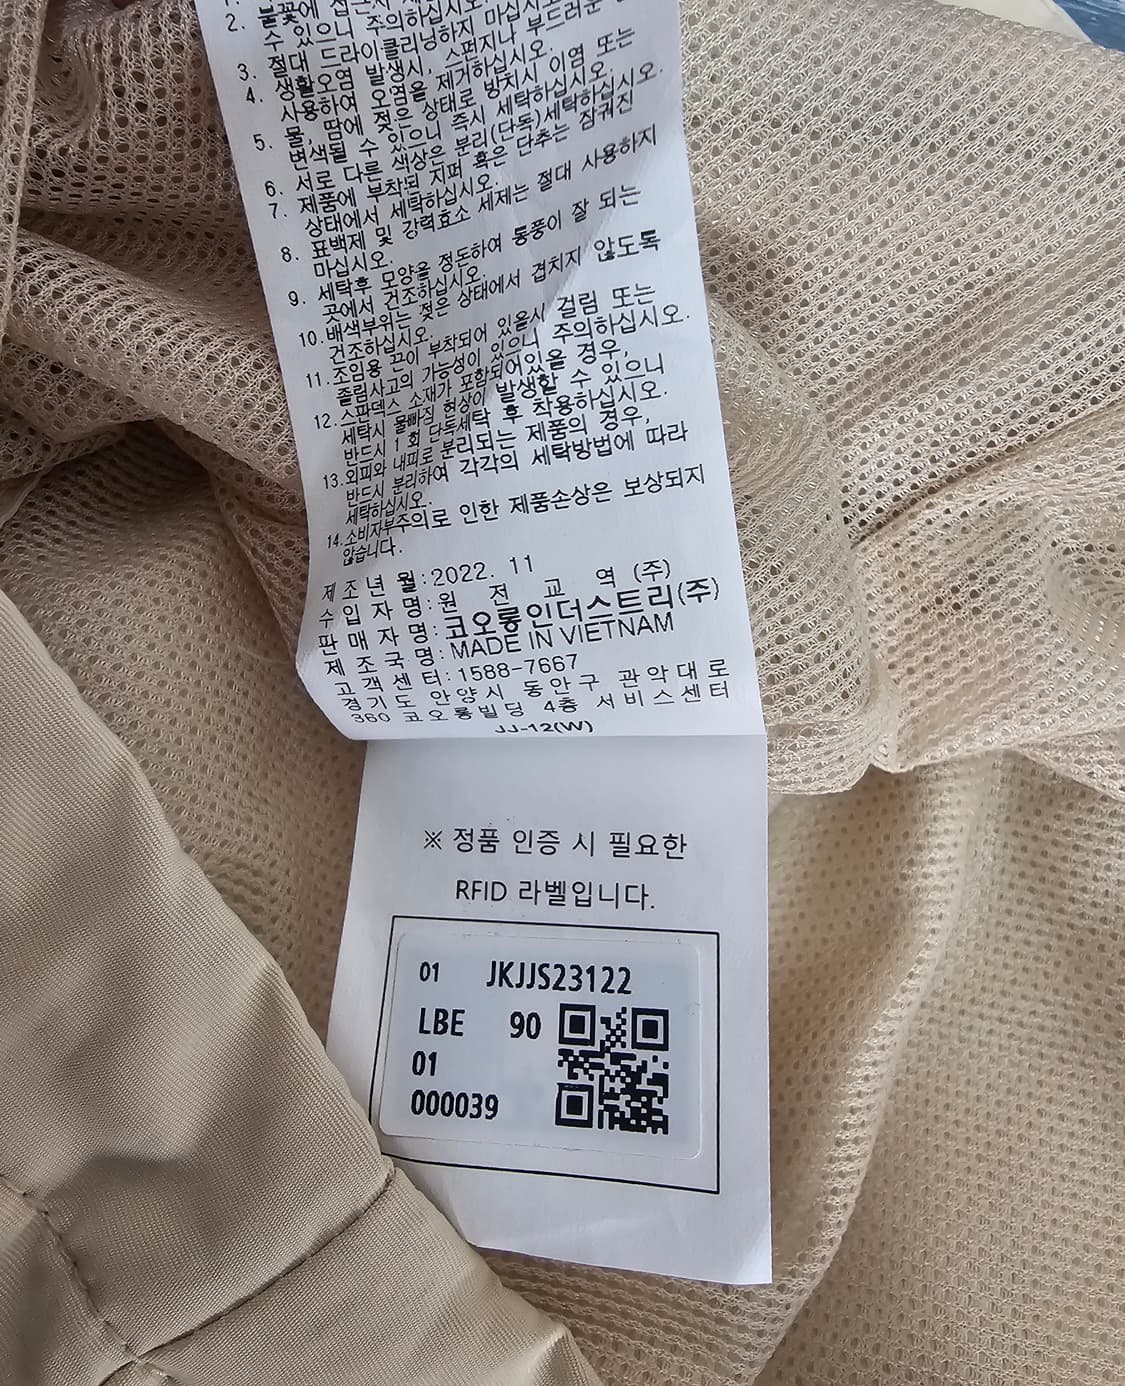 2. 불꽃에 접근시
수 있으니 주의하십시오.
3. 절대 드라이클리닝하지 마십시오.
4. 생활오염 발생시, 스펀지나 부드러운
사용하여 오염을 제거하십시오.
5. 물, 땀에 젖은 상태로 방치시 이염 또는
변색될 수 있으니 즉시 세탁하십시오.
6. 서로 다른 색상은 분리(단독)세탁하십시오.
7. 제품에 부착된 지퍼 혹은 단추는 잠궈진
상태에서 세탁하십시오.
8. 표백제 및 강력효소 세제는 절대 사용하지
마십시오.
9. 세탁후 모양을 정돈하여 통풍이 잘 되는
곳에서 건조하십시오.
10. 배색부위는 젖은 상태에서 겹치지 않도록
건조하십시오.
11. 조임용 끈이 부착되어 있을시 걸림 또는
졸림사고의 가능성이 있으니 주의하십시오.
12. 스판덱스 소재가 포함되어있을 경우,
세탁시 물빠짐 현상이 발생할 수 있으니
반드시 1회 단독세탁 후 착용하십시오.
13. 외피와 내피로 분리되는 제품의 경우,
반드시 분리하여 각각의 세탁방법에 따라
세탁하십시오.
14. 소비자부주의로 인한 제품손상은 보상되지
않습니다.
제조년월:2022. 11
수입자명:원 전 교 역 (주)
판매자명:코오롱인더스트리(주)
제조국명:MADE IN VIETNAM
고객센터:1588-7667
경기도 안양시 동안구 관악대로
360 코오롱빌딩 4층 서비스센터
JJ-12(W)
※ 정품 인증 시 필요한
RFID 라벨입니다.
01 JKJJS23122
LBE 90
01
000039